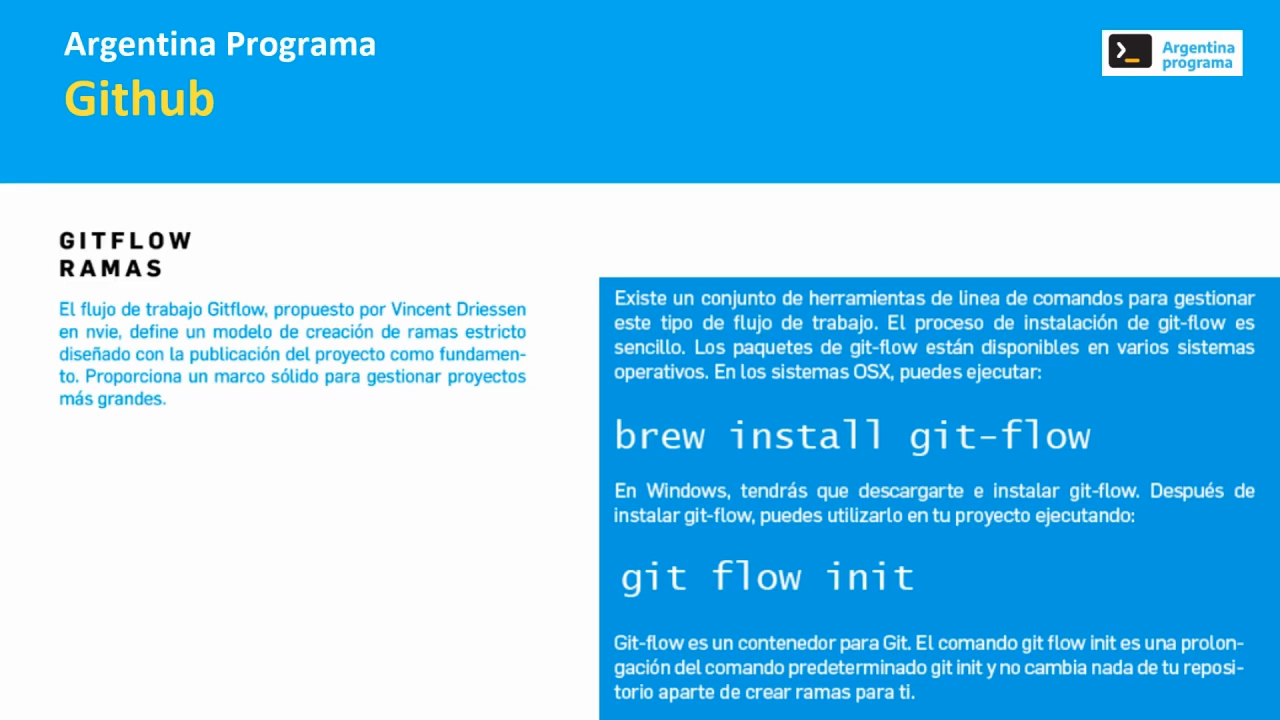 Argentina Programa
Github
Argentina
programa
GITFLOW
RAMAS
El flujo de trabajo Gitflow, propuesto por Vincent Driessen
en nvie, define un modelo de creación de ramas estricto
diseñado con la publicación del proyecto como fundamen-
to. Proporciona un marco sólido para gestionar proyectos
más grandes.
Existe un conjunto de herramientas de linea de comandos para gestionar
este tipo de flujo de trabajo. El proceso de instalación de git-flow es
sencillo. Los paquetes de git-flow están disponibles en varios sistemas
operativos. En los sistemas OSX, puedes ejecutar:
brew install git-flow
En Windows, tendrás que descargarte e instalar git-flow. Después de
instalar git-flow, puedes utilizarlo en tu proyecto ejecutando:
git flow init
Git-flow es un contenedor para Git. El comando git flow init es una prolon-
gación del comando predeterminado git init y no cambia nada de tu reposi-
torio aparte de crear ramas para ti.